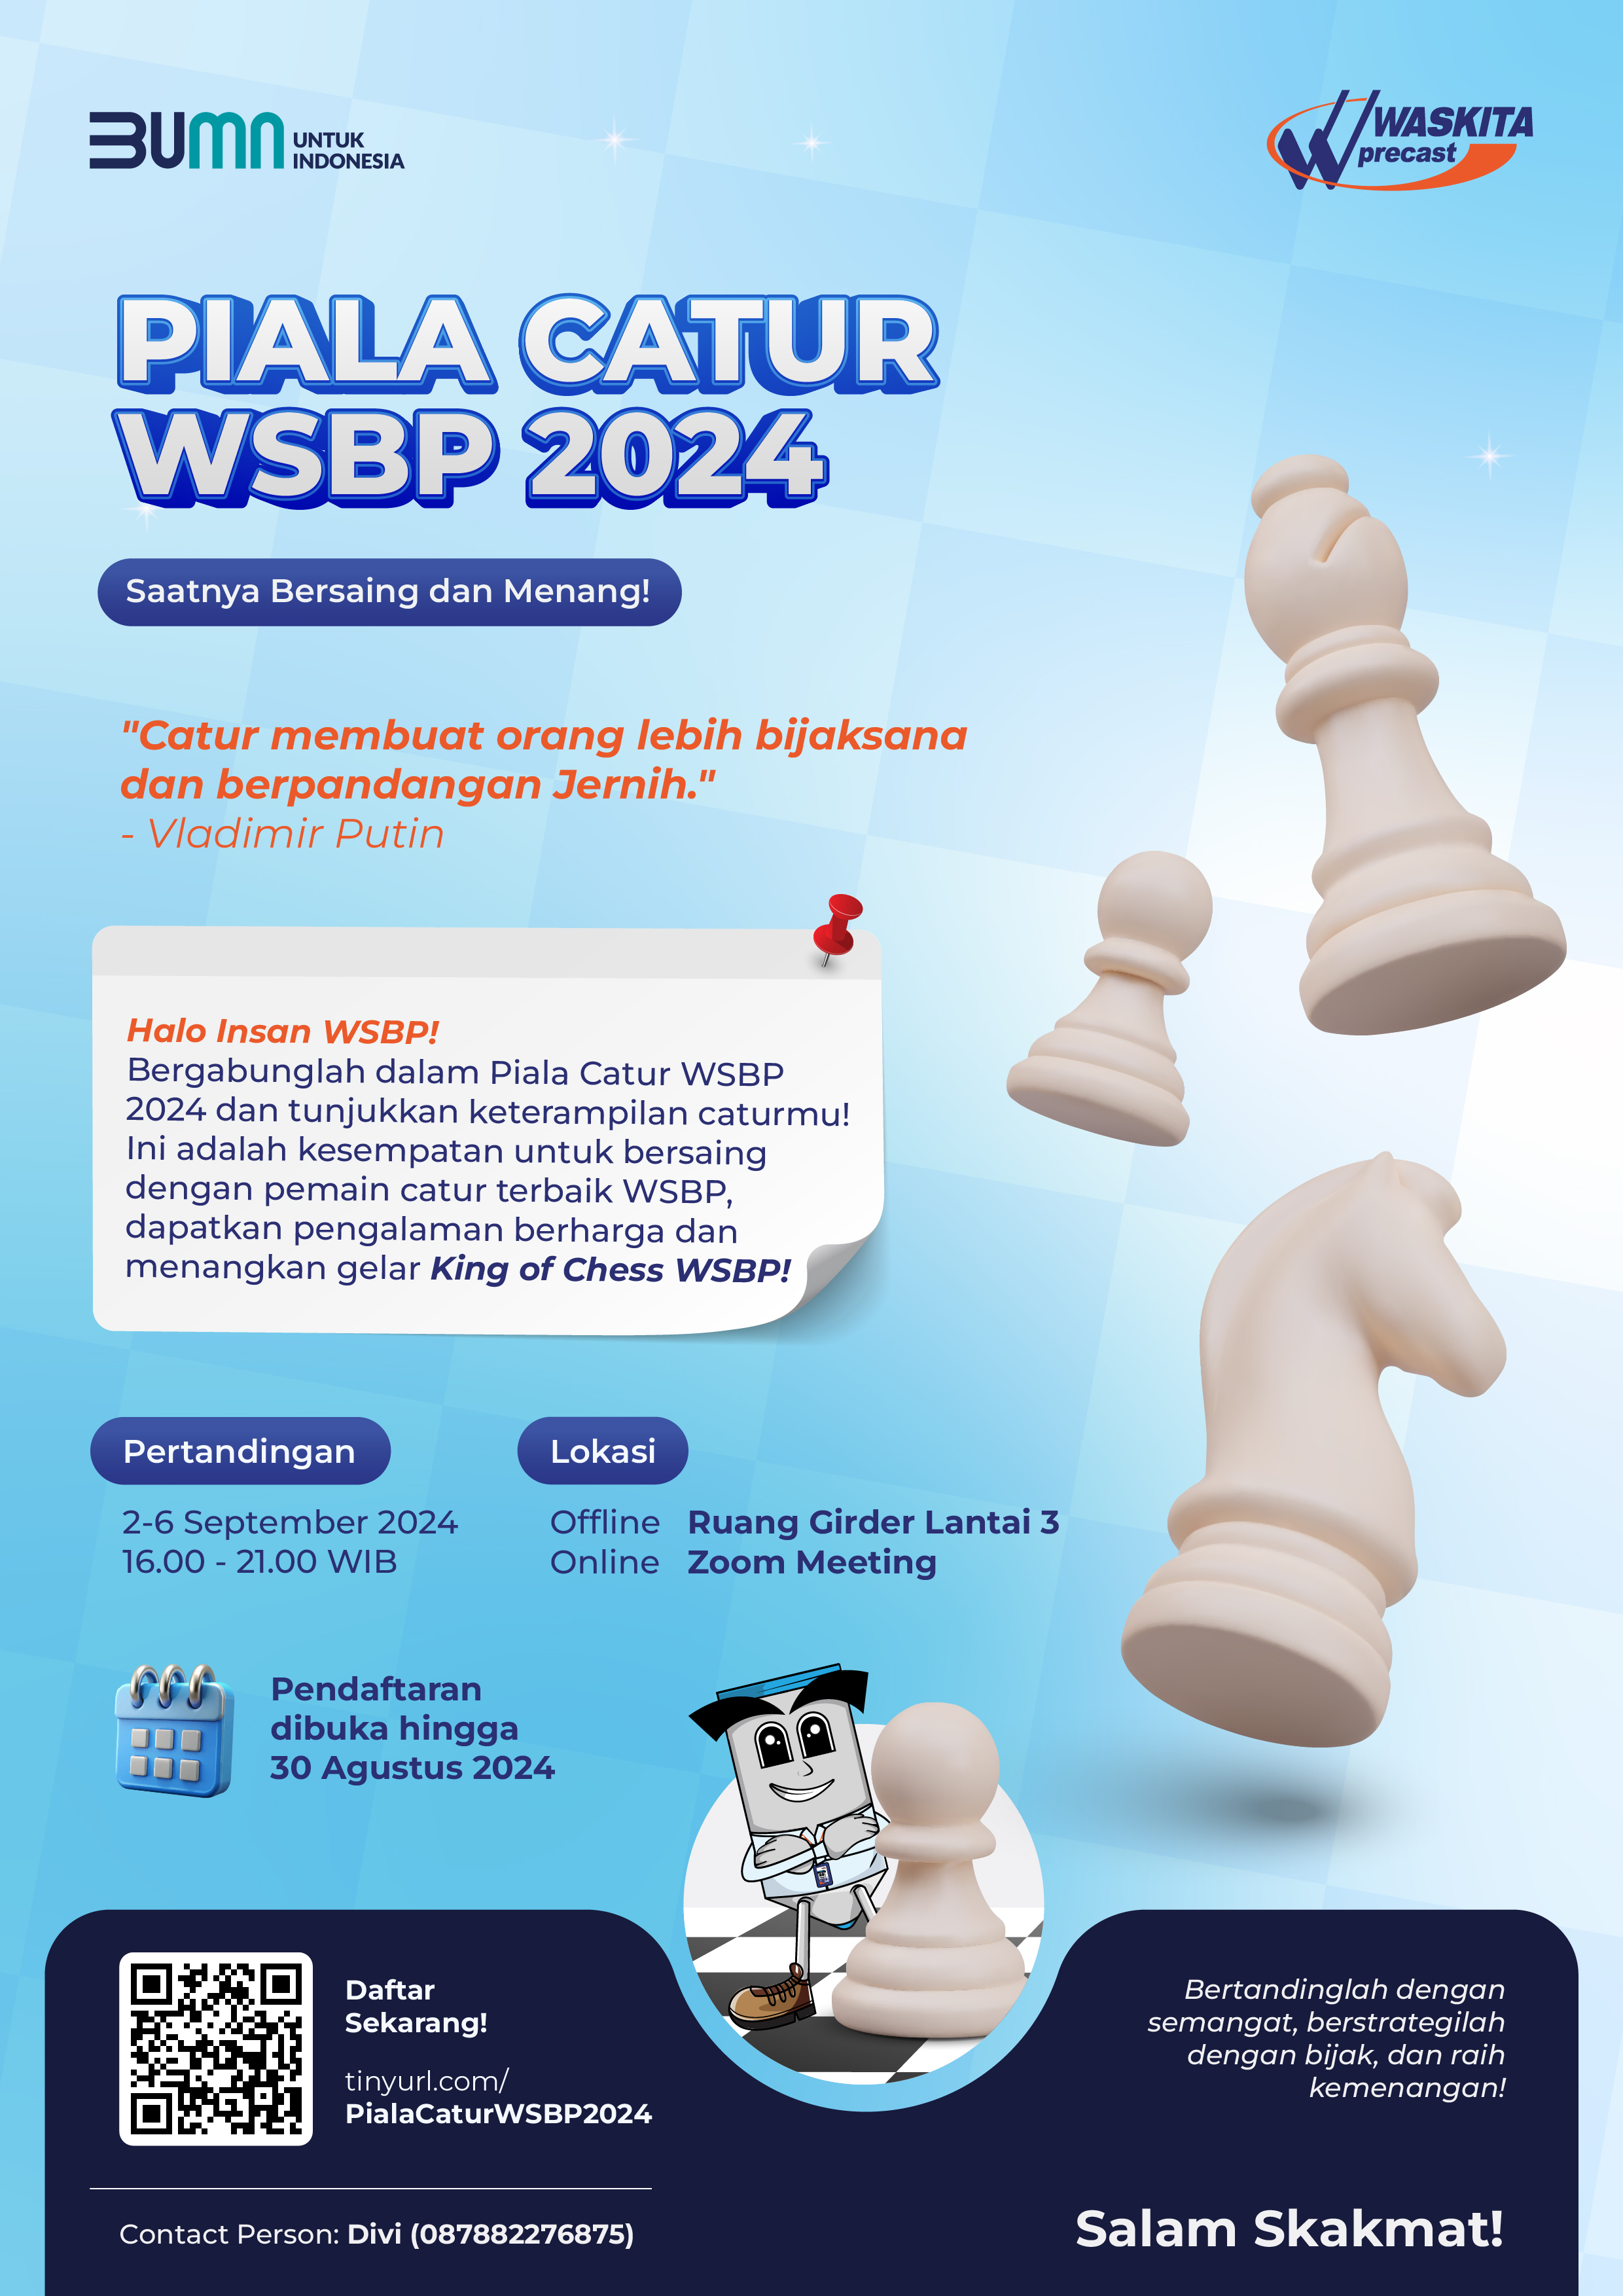 BUMN UNTUK
INDONESIA
WASKITA
precast
PIALA CATUR
WSBP 2024
Saatnya Bersaing dan Menang!
"Catur membuat orang lebih bijaksana
dan berpandangan Jernih."
- Vladimir Putin
Halo Insan WSBP!
Bergabunglah dalam Piala Catur WSBP
2024 dan tunjukkan keterampilan caturmu!
Ini adalah kesempatan untuk bersaing
dengan pemain catur terbaik WSBP,
dapatkan pengalaman berharga dan
menangkan gelar King of Chess WSBP!
Pertandingan
2-6 September 2024
16.00 - 21.00 WIB
Lokasi
Offline Ruang Girder Lantai 3
Online Zoom Meeting
Pendaftaran
dibuka hingga
30 Agustus 2024
Daftar
Sekarang!
tinyurl.com/
PialaCaturWSBP2024
Contact Person: Divi (087882276875)
Bertandinglah dengan
semangat, berstrategilah
dengan bijak, dan raih
kemenangan!
Salam Skakmat!